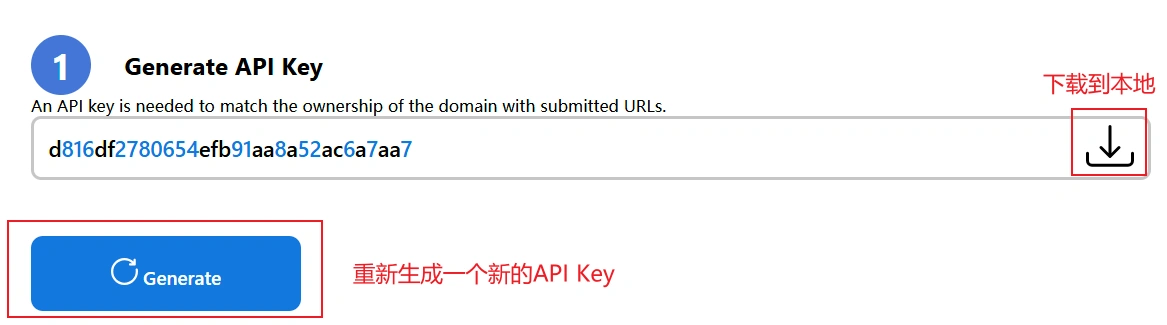 1 Generate API Key
下载到本地
An API key is needed to match the ownership of the domain with submitted URLs.
d816df2780654efb91aa8a52ac6a7aa7
Generate
重新生成一个新的API Key